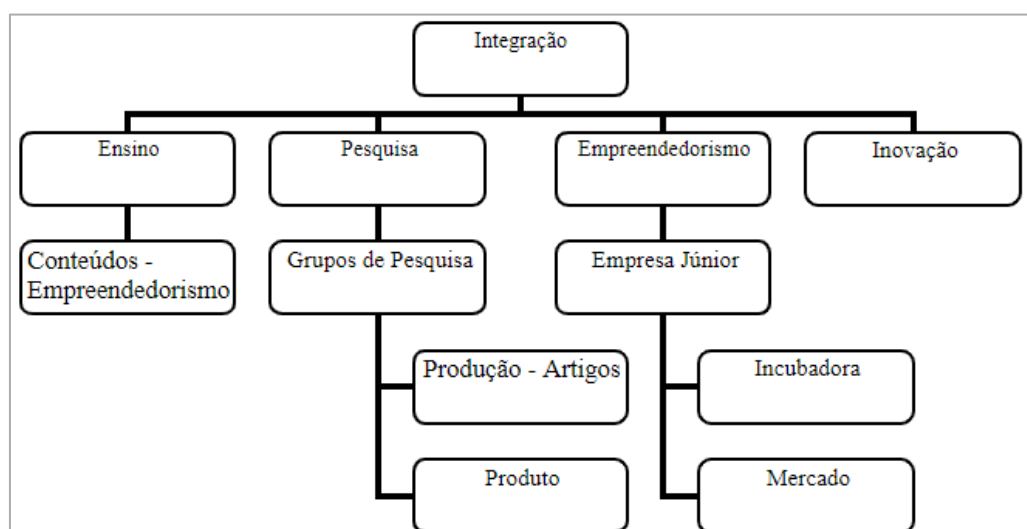 Integração
Ensino
Pesquisa
Empreendedorismo
Inovação
Conteúdos -
Empreendedorismo
Grupos de Pesquisa
Empresa Júnior
Produção - Artigos
Incubadora
Produto
Mercado